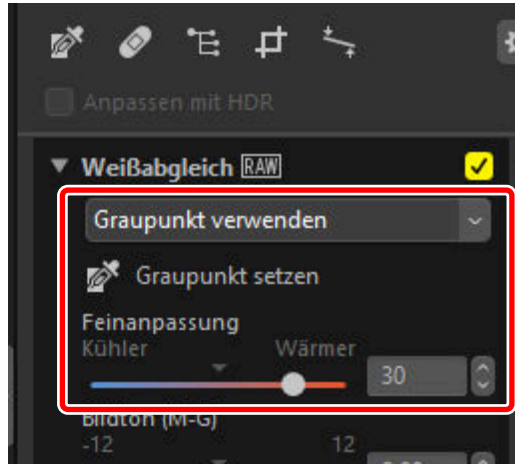 Anpassen mit HDR
Weißabgleich RAW
Graupunkt verwenden
Graupunkt setzen
Feinanpassung
Kühler Wärmer
30
Bildton (M-G)
-12 12